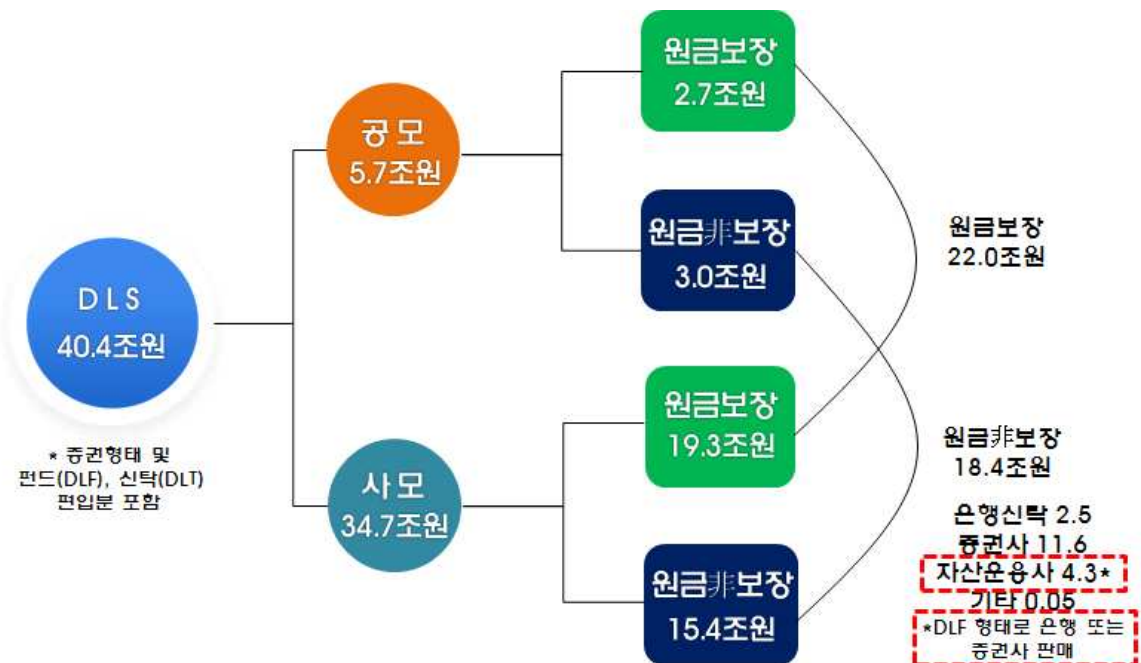 DLS
40.4조원
* 증권형태 및
펀드(DLF), 신탁(DLT)
편입분 포함
공모
5.7조원
사모
34.7조원
원금보장
2.7조원
원금非보장
3.0조원
원금보장
19.3조원
원금非보장
15.4조원
원금보장
22.0조원
원금非보장
18.4조원
은행신탁 2.5
증권사 11.6
자산운용사 4.3*
기타 0.05
*DLF 형태로 은행 또는
증권사 판매